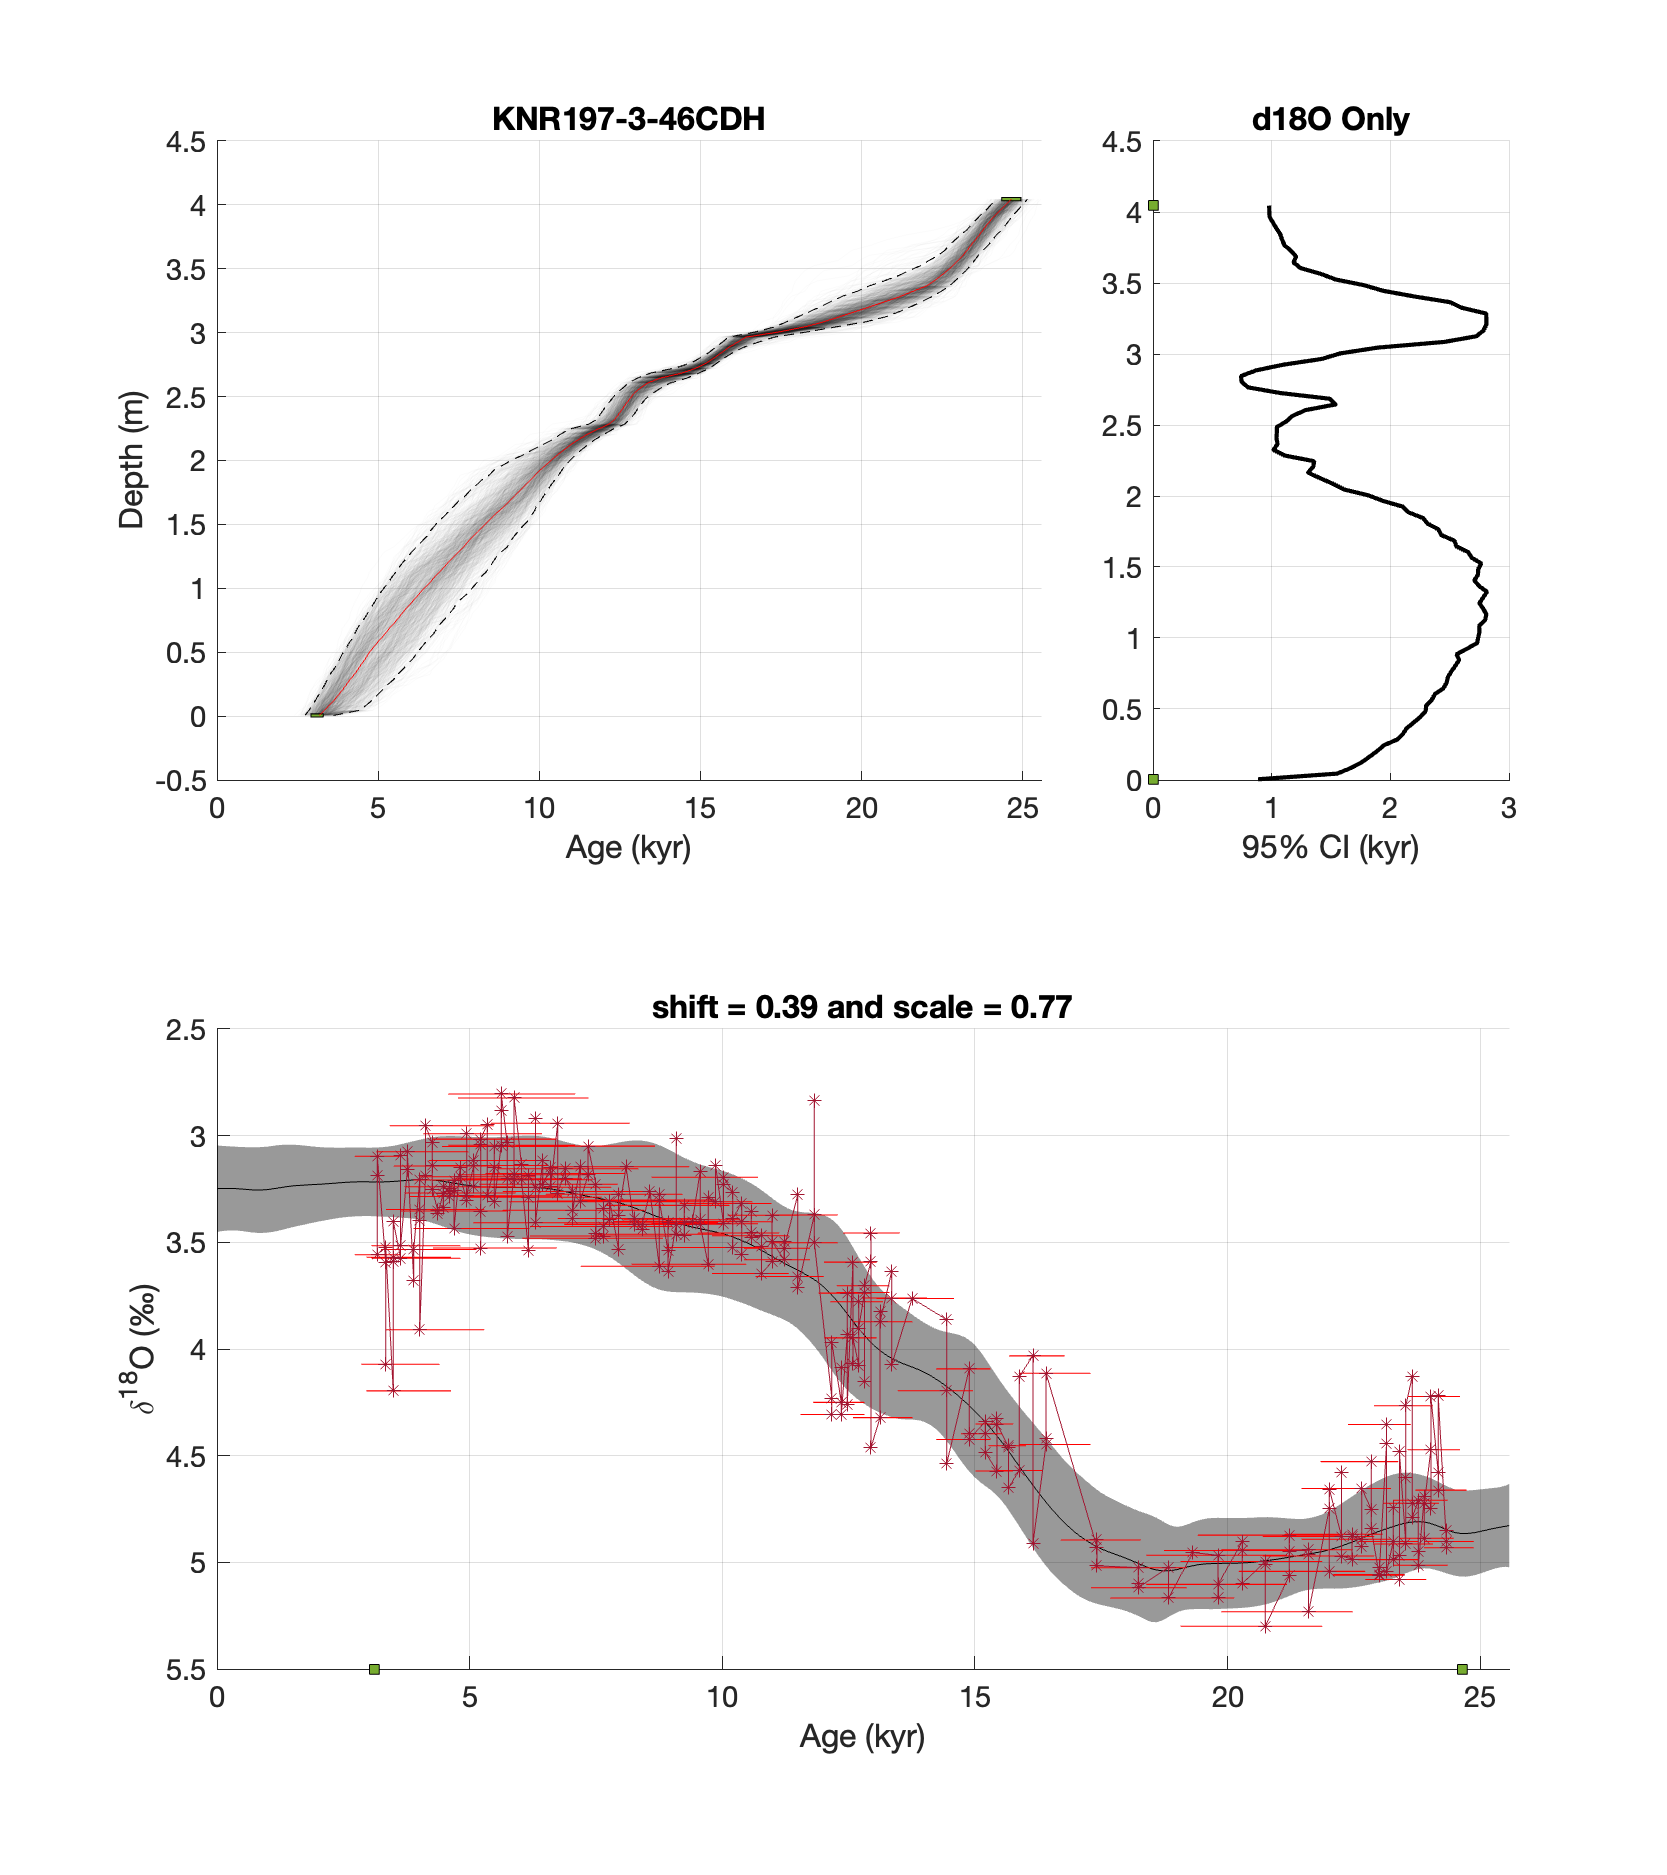 KNR197-3-46CDH
4.5
4
3.5
3
2.5
2
1.5
1
0.5
0
-0.5
Depth (m)
0 5 10 15 20 25
Age (kyr)
d18O Only
4.5
4
3.5
3
2.5
2
1.5
1
0.5
0
0 1 2 3
95% CI (kyr)
shift = 0.39 and scale = 0.77
2.5
3
3.5
4
4.5
5
5.5
δ¹⁸O (‰)
0 5 10 15 20 25
Age (kyr)